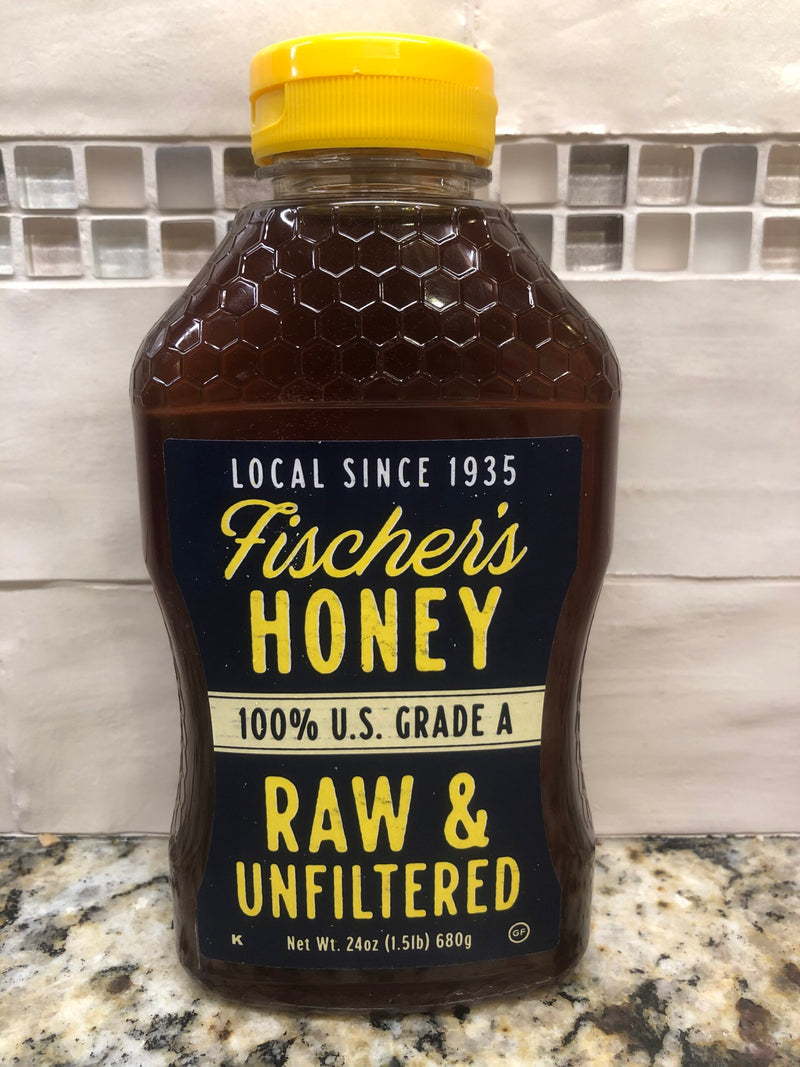 LOCAL SINCE 1935
Fischer's
HONEY
100% U.S. GRADE A
RAW &
UNFILTERED
K Net Wt. 24oz (1.5lb) 680g GF